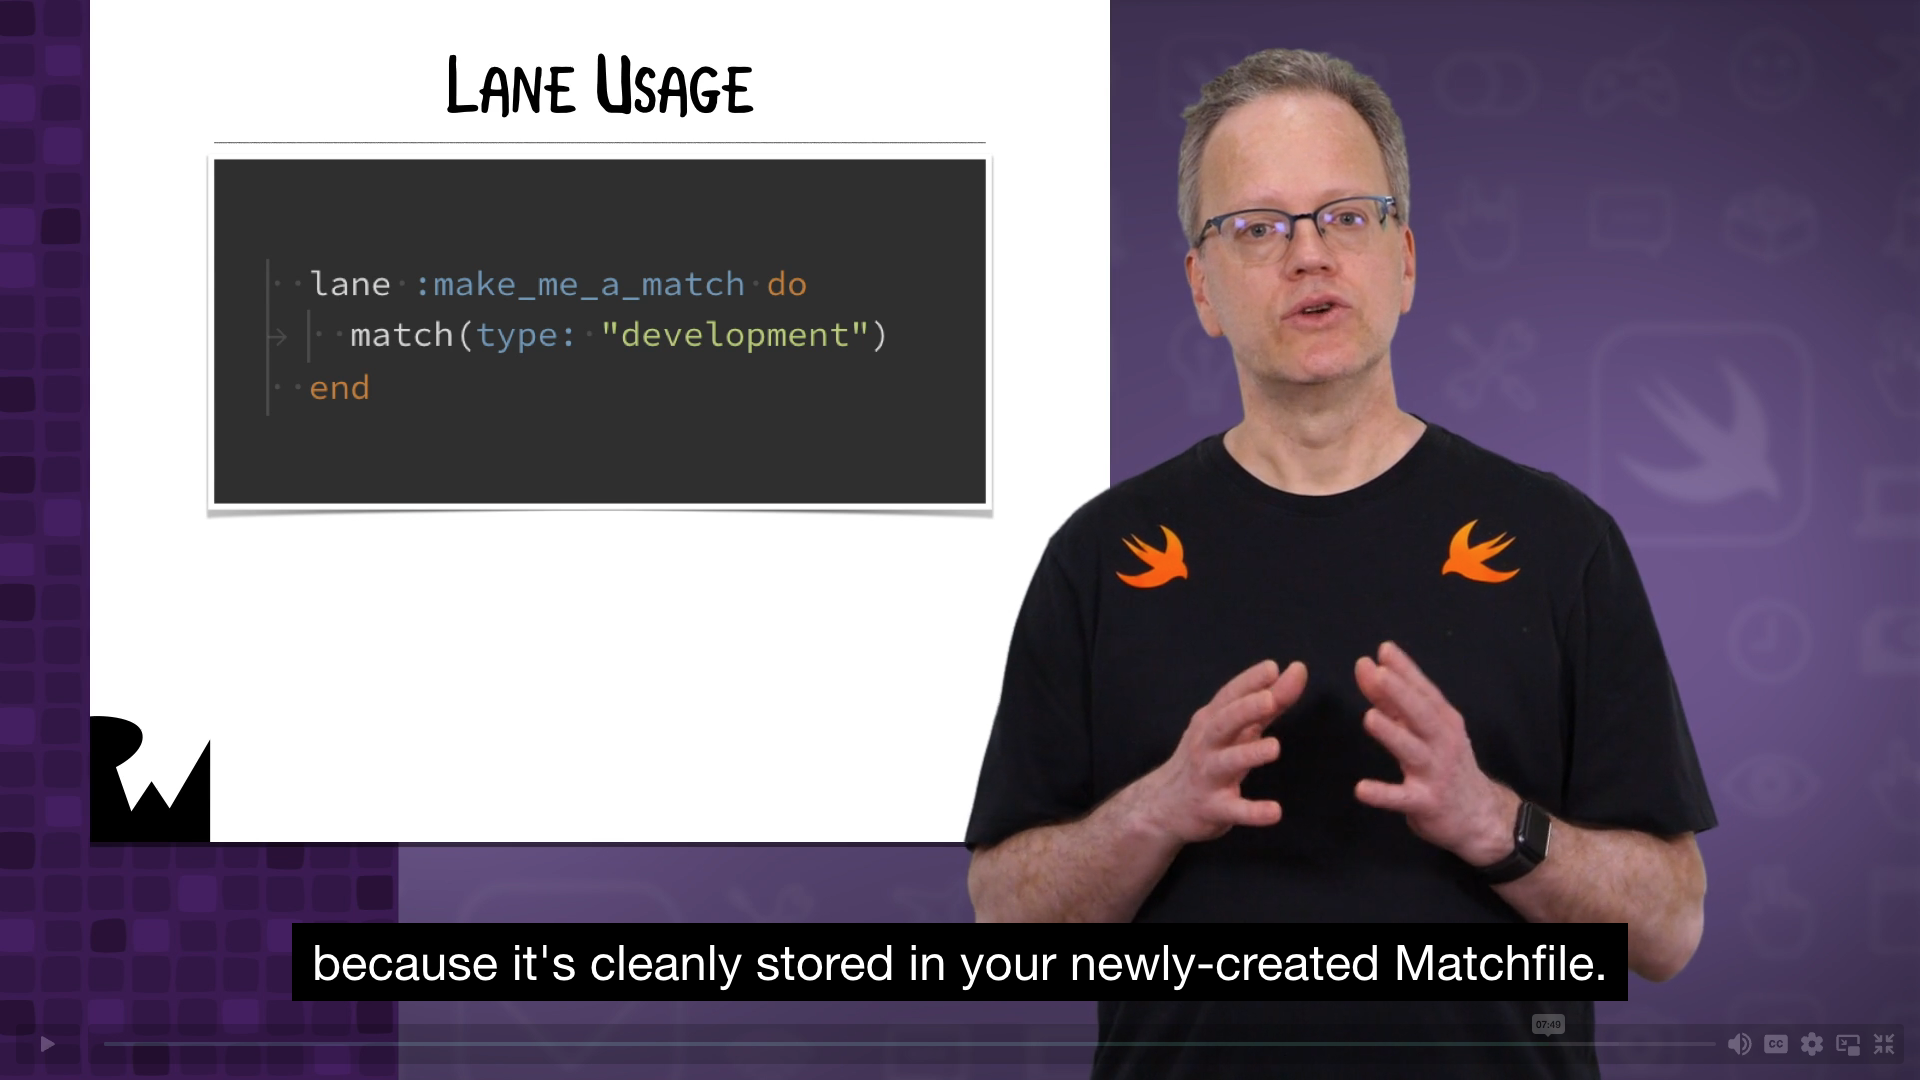 LANE USAGE
lane :make_me_a_match do
match(type: "development")
end
RW
because it's cleanly stored in your newly-created Matchfile.
07:49
CC